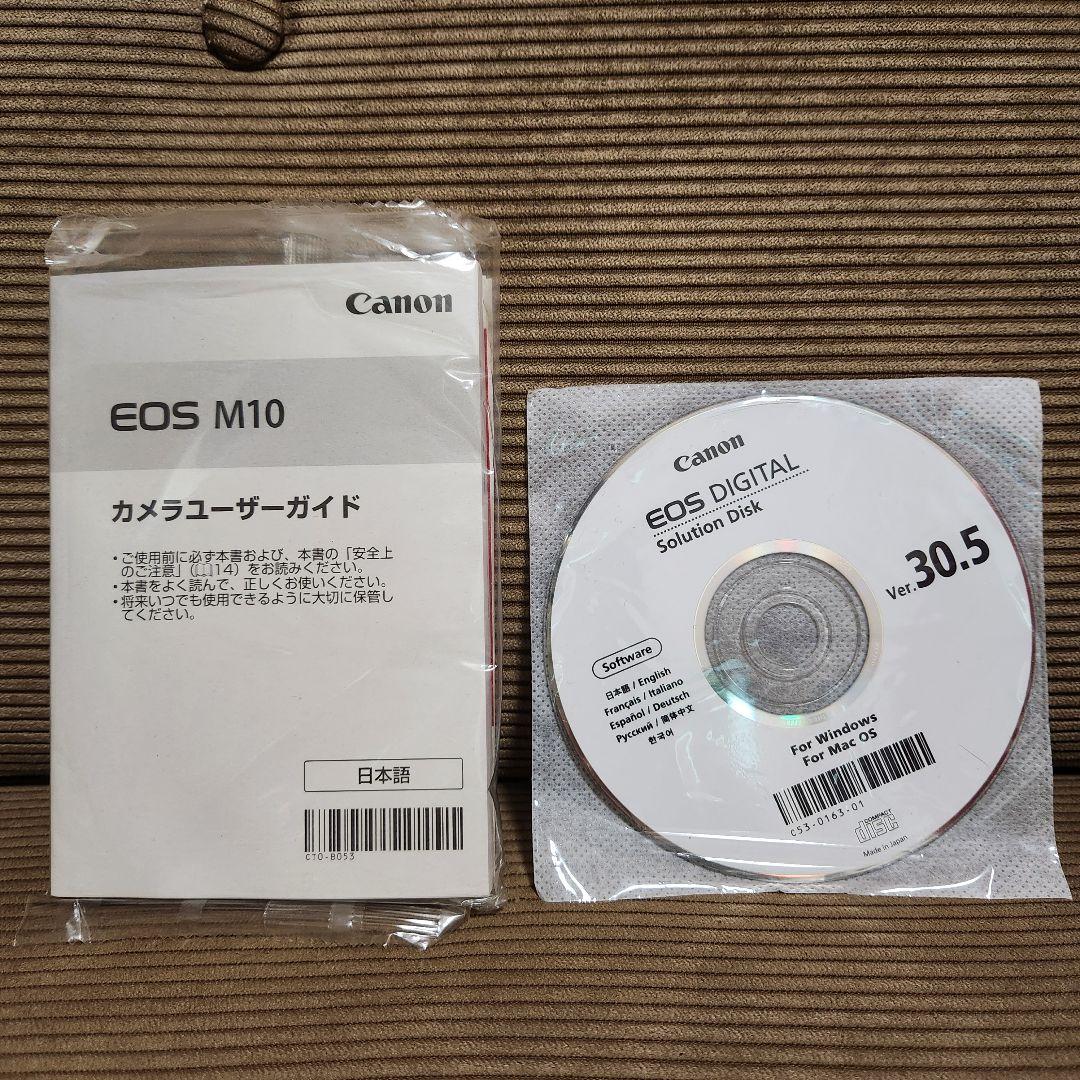 Canon
EOS M10
カメラユーザーガイド
・ご使用前に必ず本書および、本書の「安全上
のご注意」(📖14)をお読みください。
・本書をよく読んで、正しくお使いください。
・将来いつでも使用できるように大切に保管し
てください。
日本語
CT0-B053
Canon
EOS DIGITAL
Solution Disk
Ver.30.5
Software
日本語 / English
Français / Italiano
Español / Deutsch
Русский / 简体中文
한국어
For Windows
For Mac OS
C53-0163-01
COMPACT
disc
Made in Japan